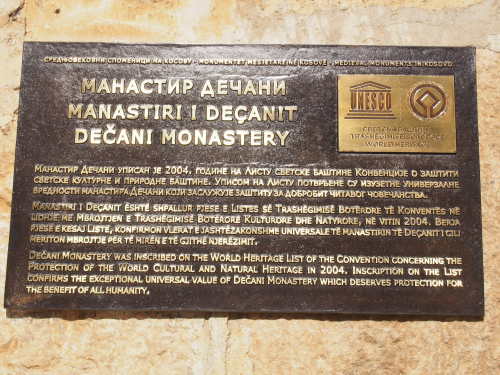 СРЕДЊОВЕКОВНИ СПОМЕНИЦИ НА КОСОВУ - MONUMENTET MESJETARE NË KOSOVË - MEDIEVAL MONUMENTS IN KOSOVO
МАНАСТИР ДЕЧАНИ
MANASTIRI I DEÇANIT
DEČANI MONASTERY
UNESCO
WORLD HERITAGE
МАНАСТИР ДЕЧАНИ УПИСАН ЈЕ 2004. ГОДИНЕ НА ЛИСТУ СВЕТСКЕ БАШТИНЕ КОНВЕНЦИЈЕ О ЗАШТИТИ
СВЕТСКЕ КУЛТУРНЕ И ПРИРОДНЕ БАШТИНЕ. УПИСОМ НА ЛИСТУ ПОТВРЂЕНЕ СУ ИЗУЗЕТНЕ УНИВЕРЗАЛНЕ
ВРЕДНОСТИ МАНАСТИРА ДЕЧАНИ КОЈИ ЗАСЛУЖУЈЕ ЗАШТИТУ ЗА ДОБРОБИТ ЧИТАВОГ ЧОВЕЧАНСТВА.
MANASTIRI I DEÇANIT ËSHTË SHPALLUR PJESE E LISTES SË TRASHËGIMISË BOTËRORE TË KONVENTËS NË
LIDHJE ME MBROJTJEN E TRASHËGIMISË BOTËRORE KULTURORE DHE NATYRORE, NË VITIN 2004. BERJA
PJESE E KESAJ LISTE, KONFIRMON VLERAT E JASHTËZAKONSHME UNIVERSALE TË MANASTIRIT TË DEÇANIT I CILI
MERITON MBROJTJE PËR TË MIRËN E TË GJITHË NJERËZIMIT.
DEČANI MONASTERY WAS INSCRIBED ON THE WORLD HERITAGE LIST OF THE CONVENTION CONCERNING THE
PROTECTION OF THE WORLD CULTURAL AND NATURAL HERITAGE IN 2004. INSCRIPTION ON THE LIST
CONFIRMS THE EXCEPTIONAL UNIVERSAL VALUE OF DEČANI MONASTERY WHICH DESERVES PROTECTION FOR
THE BENEFIT OF ALL HUMANITY.